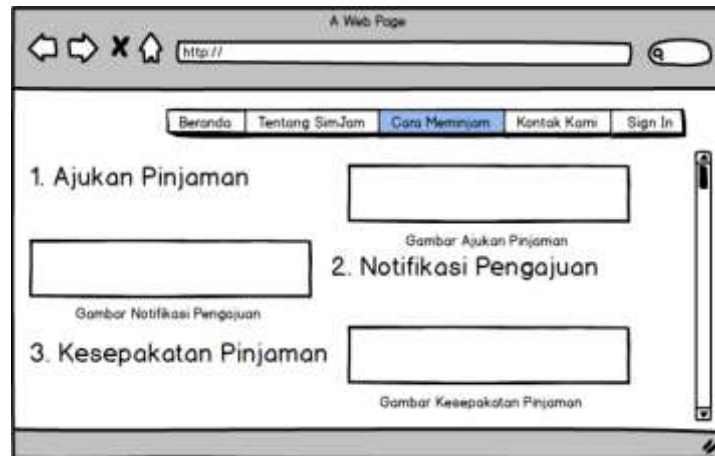 A Web Page
http://
Beranda Tentang SimJam Cara Meminjam Kontak Kami Sign In
1. Ajukan Pinjaman
Gambar Ajukan Pinjaman
2. Notifikasi Pengajuan
Gambar Notifikasi Pengajuan
3. Kesepakatan Pinjaman
Gambar Kesepakatan Pinjaman